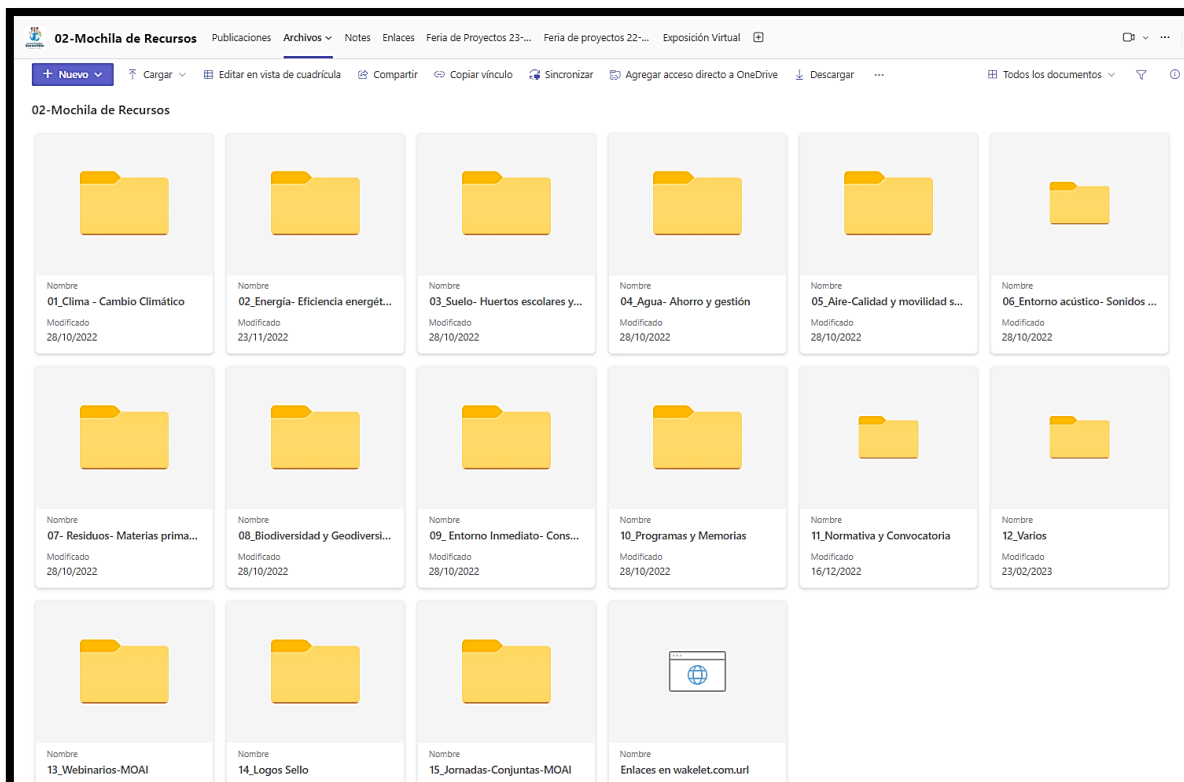 02-Mochila de Recursos Publicaciones Archivos Notes Enlaces Feria de Proyectos 23-... Feria de proyectos 22-... Exposición Virtual
Nuevo Cargar Editar en vista de cuadrícula Compartir Copiar vínculo Sincronizar Agregar acceso directo a OneDrive Descargar ... Todos los documentos
02-Mochila de Recursos
Nombre Nombre Nombre Nombre Nombre Nombre
01_Clima - Cambio Climático 02_Energía- Eficiencia energét... 03_Suelo- Huertos escolares y... 04_Agua- Ahorro y gestión 05_Aire-Calidad y movilidad s... 06_Entorno acústico- Sonidos ...
Modificado Modificado Modificado Modificado Modificado Modificado
28/10/2022 23/11/2022 28/10/2022 28/10/2022 28/10/2022 28/10/2022
Nombre Nombre Nombre Nombre Nombre Nombre
07- Residuos- Materias prima... 08_Biodiversidad y Geodiversi... 09_ Entorno Inmediato- Cons... 10_Programas y Memorias 11_Normativa y Convocatoria 12_Varios
Modificado Modificado Modificado Modificado Modificado Modificado
28/10/2022 28/10/2022 28/10/2022 28/10/2022 16/12/2022 23/02/2023
Nombre Nombre Nombre Nombre
13_Webinarios-MOAI 14_Logos Sello 15_Jornadas-Conjuntas-MOAI Enlaces en wakelet.com.url